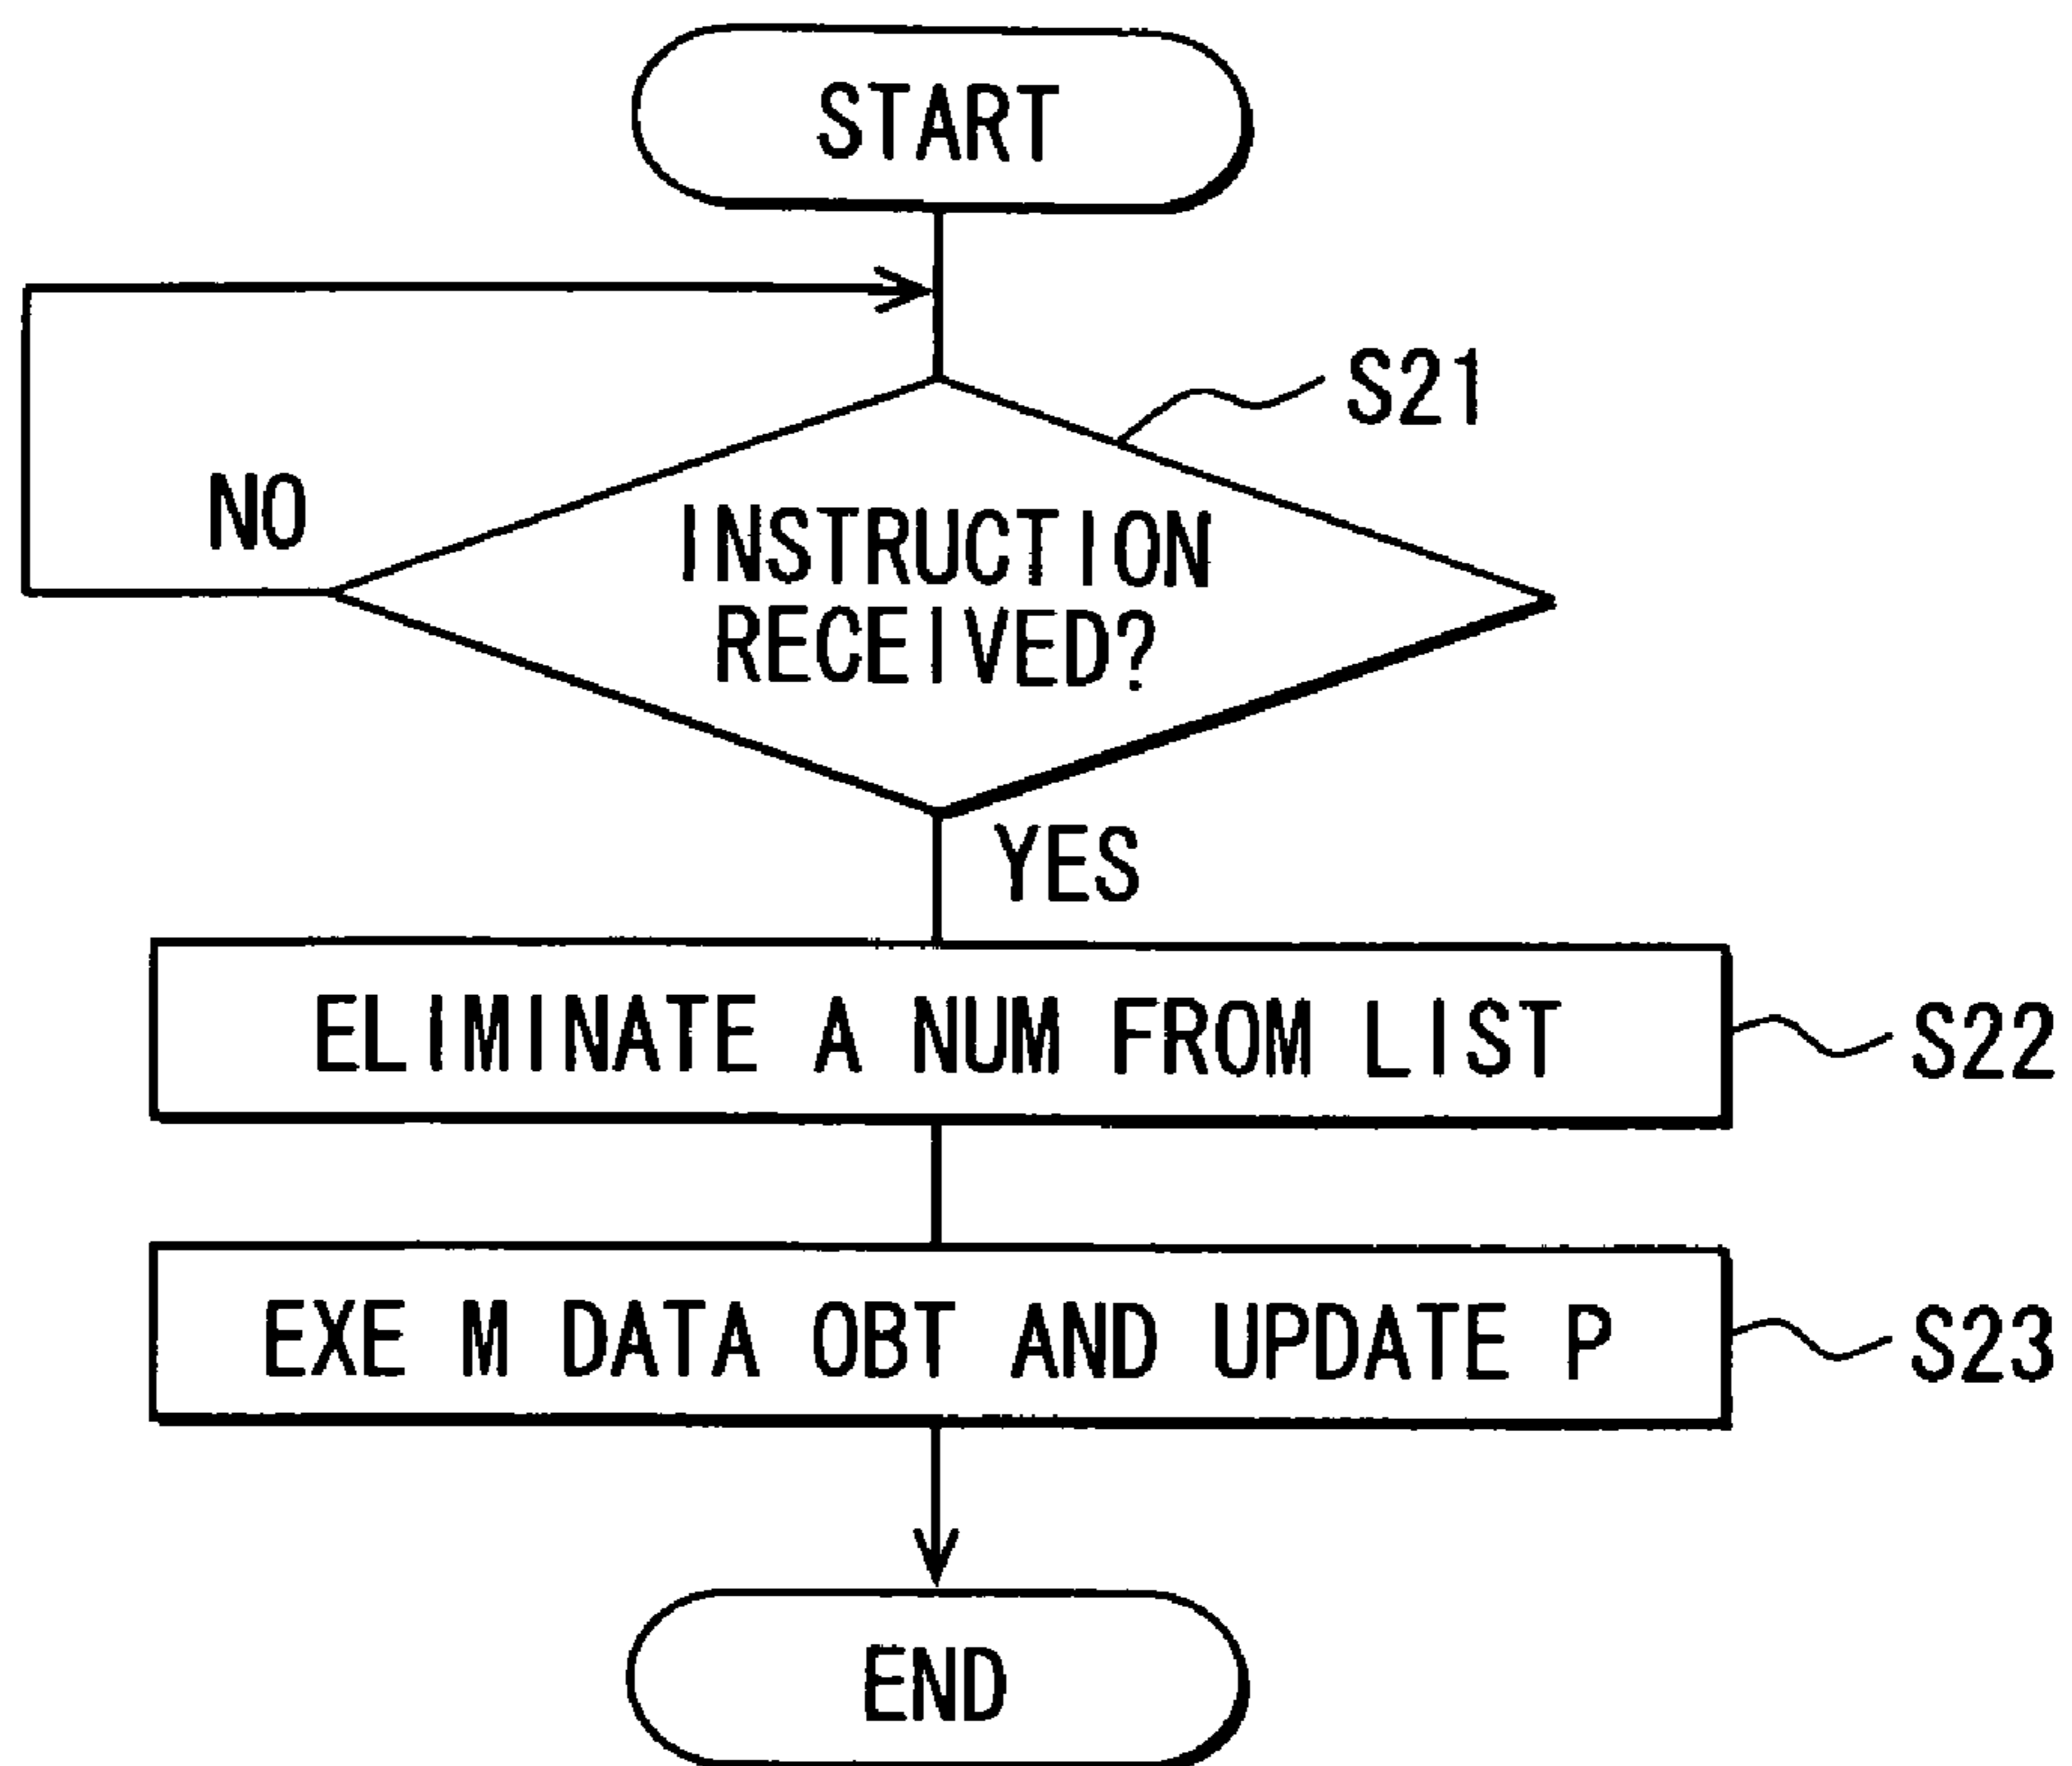 START
S21
NO
INSTRUCTION
RECEIVED?
YES
ELIMINATE A NUM FROM LIST
S22
EXE M DATA OBT AND UPDATE P
S23
END